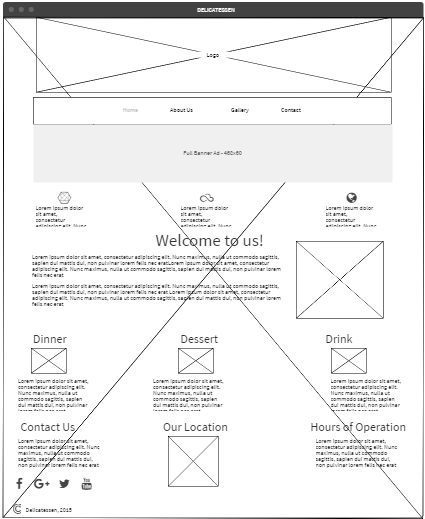 DELICATESSEN
Logo
Home About Us Gallery Contact
Full Banner Ad - 468x60
Lorem ipsum dolor sit amet, consectetur adipiscing elit. Nunc
Lorem ipsum dolor sit amet, consectetur adipiscing elit. Nunc
Lorem ipsum dolor sit amet, consectetur adipiscing elit. Nunc
Welcome to us!
Lorem ipsum dolor sit amet, consectetur adipiscing elit. Nunc maximus, nulla ut commodo sagittis,
sapien dui mattis dui, non pulvinar lorem felis nec eratLorem ipsum dolor sit amet, consectetur
adipiscing elit. Nunc maximus, nulla ut commodo sagittis, sapien dui mattis dui, non pulvinar lorem
felis nec erat
Lorem ipsum dolor sit amet, consectetur adipiscing elit. Nunc maximus, nulla ut commodo sagittis,
sapien dui mattis dui, non pulvinar lorem felis nec eratLorem ipsum dolor sit amet, consectetur
adipiscing elit. Nunc maximus, nulla ut commodo sagittis, sapien dui mattis dui, non pulvinar lorem
felis nec erat
Dinner Dessert Drink
Lorem ipsum dolor sit amet,
consectetur adipiscing elit.
Nunc maximus, nulla ut
commodo sagittis, sapien
dui mattis dui, non pulvinar
lorem felis nec erat
Lorem ipsum dolor sit amet,
consectetur adipiscing elit.
Nunc maximus, nulla ut
commodo sagittis, sapien
dui mattis dui, non pulvinar
lorem felis nec erat
Lorem ipsum dolor sit amet,
consectetur adipiscing elit.
Nunc maximus, nulla ut
commodo sagittis, sapien
dui mattis dui, non pulvinar
lorem felis nec erat
Contact Us Our Location Hours of Operation
Lorem ipsum dolor sit amet,
consectetur adipiscing elit.
Nunc maximus, nulla ut
commodo sagittis, sapien
dui mattis dui, non pulvinar
lorem felis nec erat
Lorem ipsum dolor sit amet,
consectetur adipiscing elit.
Nunc maximus, nulla ut
commodo sagittis, sapien
dui mattis dui, non pulvinar
lorem felis nec erat
© Delicatessen, 2015